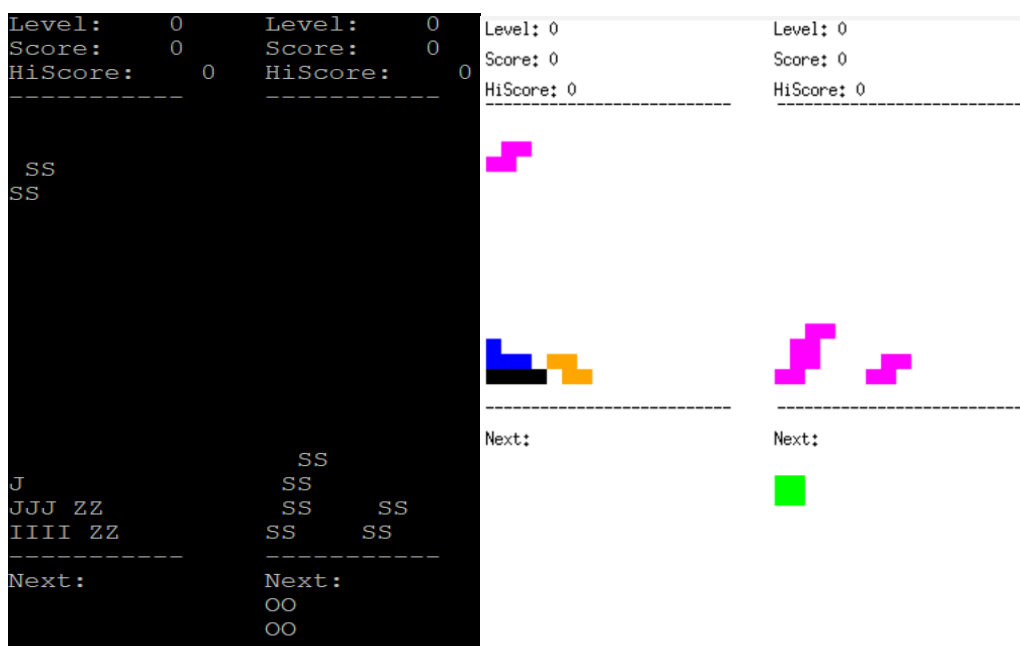 Level:    0     Level:    0
Score:    0     Score:    0
HiScore:    0   HiScore:    0
-----------     -----------
 SS
SS
                  SS
J                SS
JJJ ZZ           SS    SS
IIII ZZ         SS    SS
-----------     -----------
Next:           Next:
                OO
                OO
Level: 0     Level: 0
Score: 0     Score: 0
HiScore: 0     HiScore: 0
---------------------------     ---------------------------
---------------------------     ---------------------------
Next:     Next: